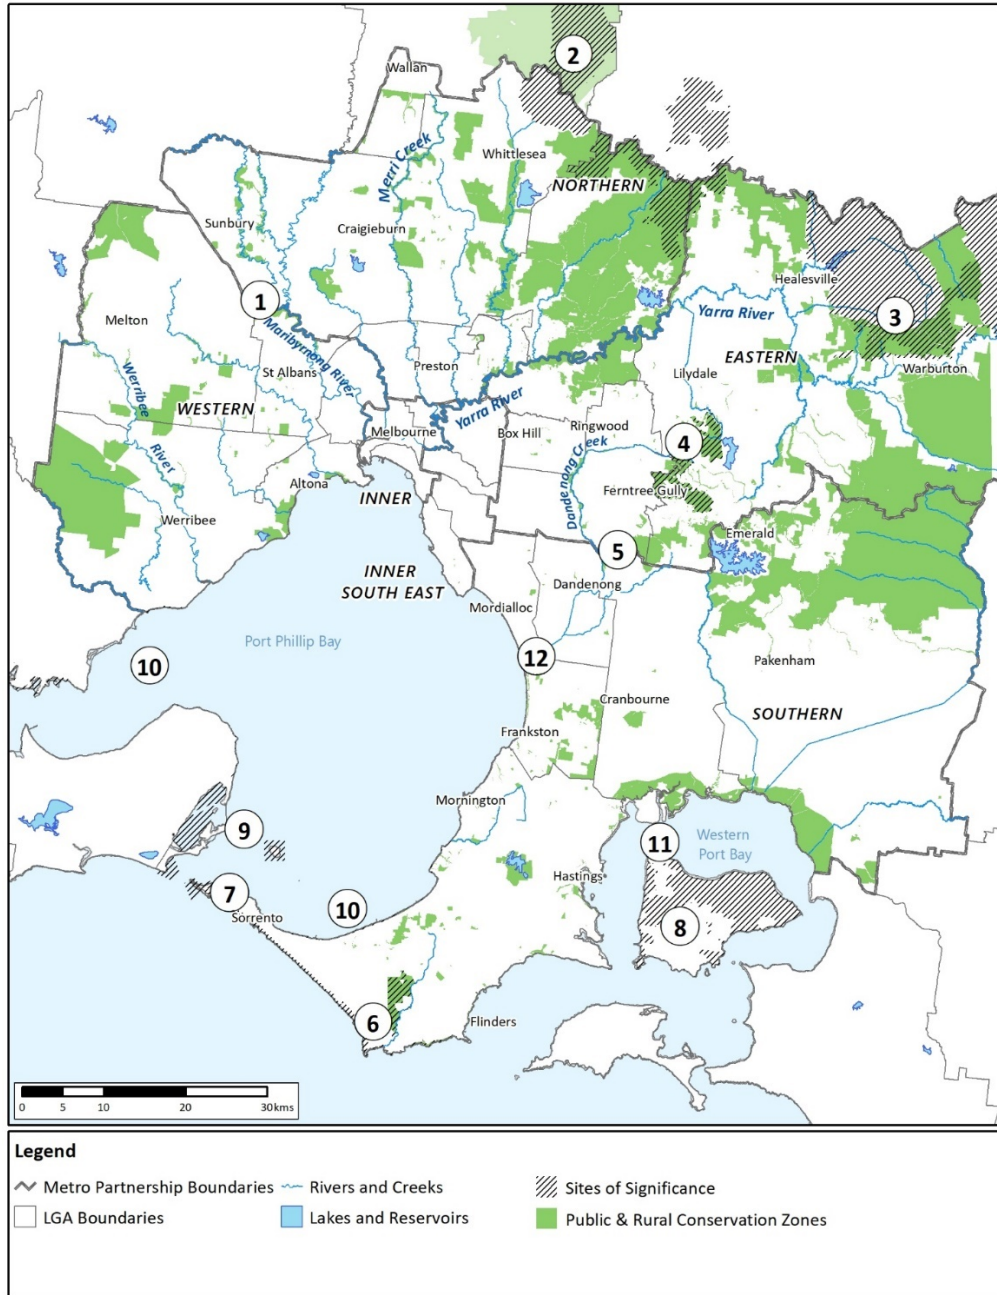 2
Wallan
Merri Creek
Whittlesea
NORTHERN
Sunbury
Craigieburn
Healesville
1
3
Yarra River
Melton
Maribyrnong River
EASTERN
St Albans
Preston
Lilydale
Warburton
Werribee
River
WESTERN
Yarra River
Melbourne
Box Hill
Ringwood
4
Dandenong Creek
Altona
INNER
Ferntree Gully
Werribee
Emerald
5
INNER
SOUTH EAST
Dandenong
Mordialloc
Port Phillip Bay
10
12
Pakenham
Cranbourne
SOUTHERN
Frankston
Mornington
9
11
Western
Port Bay
Hastings
7
10
Sorrento
8
6
Flinders
0 5 10 20 30kms
Legend
Metro Partnership Boundaries
Rivers and Creeks
Sites of Significance
LGA Boundaries
Lakes and Reservoirs
Public & Rural Conservation Zones